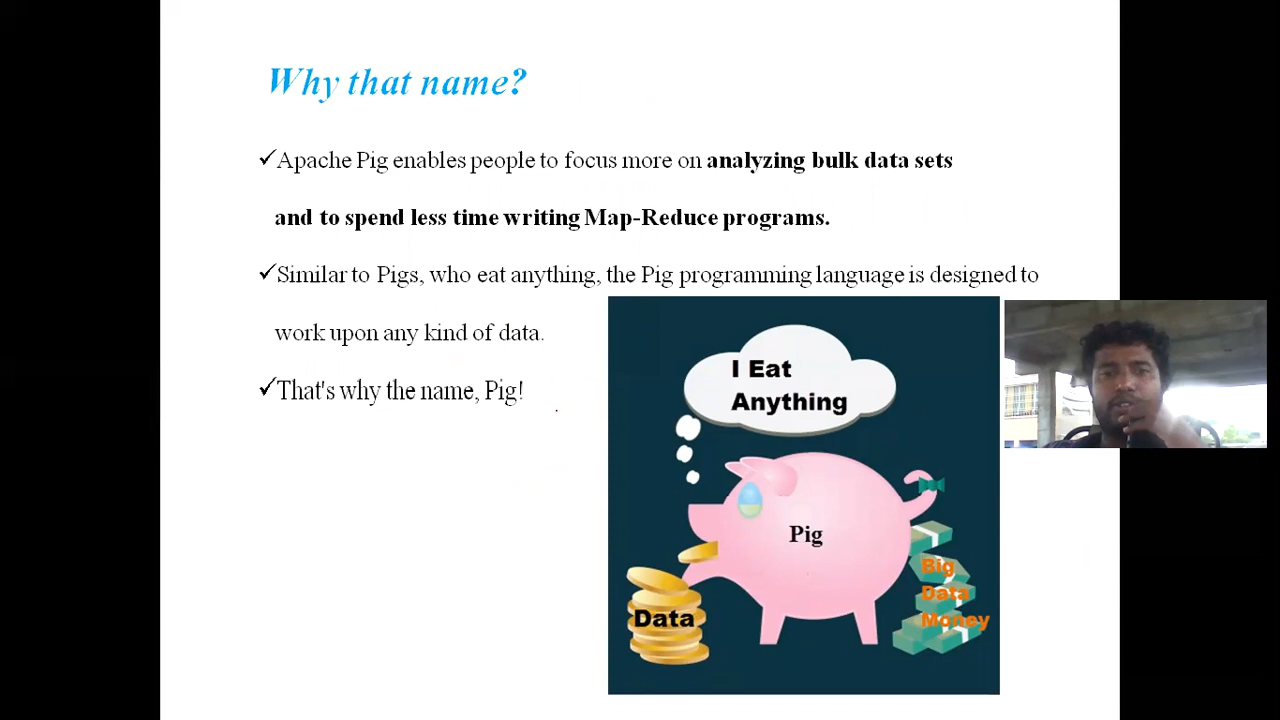 Why that name?
✓Apache Pig enables people to focus more on analyzing bulk data sets
and to spend less time writing Map-Reduce programs.
✓Similar to Pigs, who eat anything, the Pig programming language is designed to
work upon any kind of data.
✓That's why the name, Pig!
I Eat
Anything
Pig
Data
Big
Data
Money